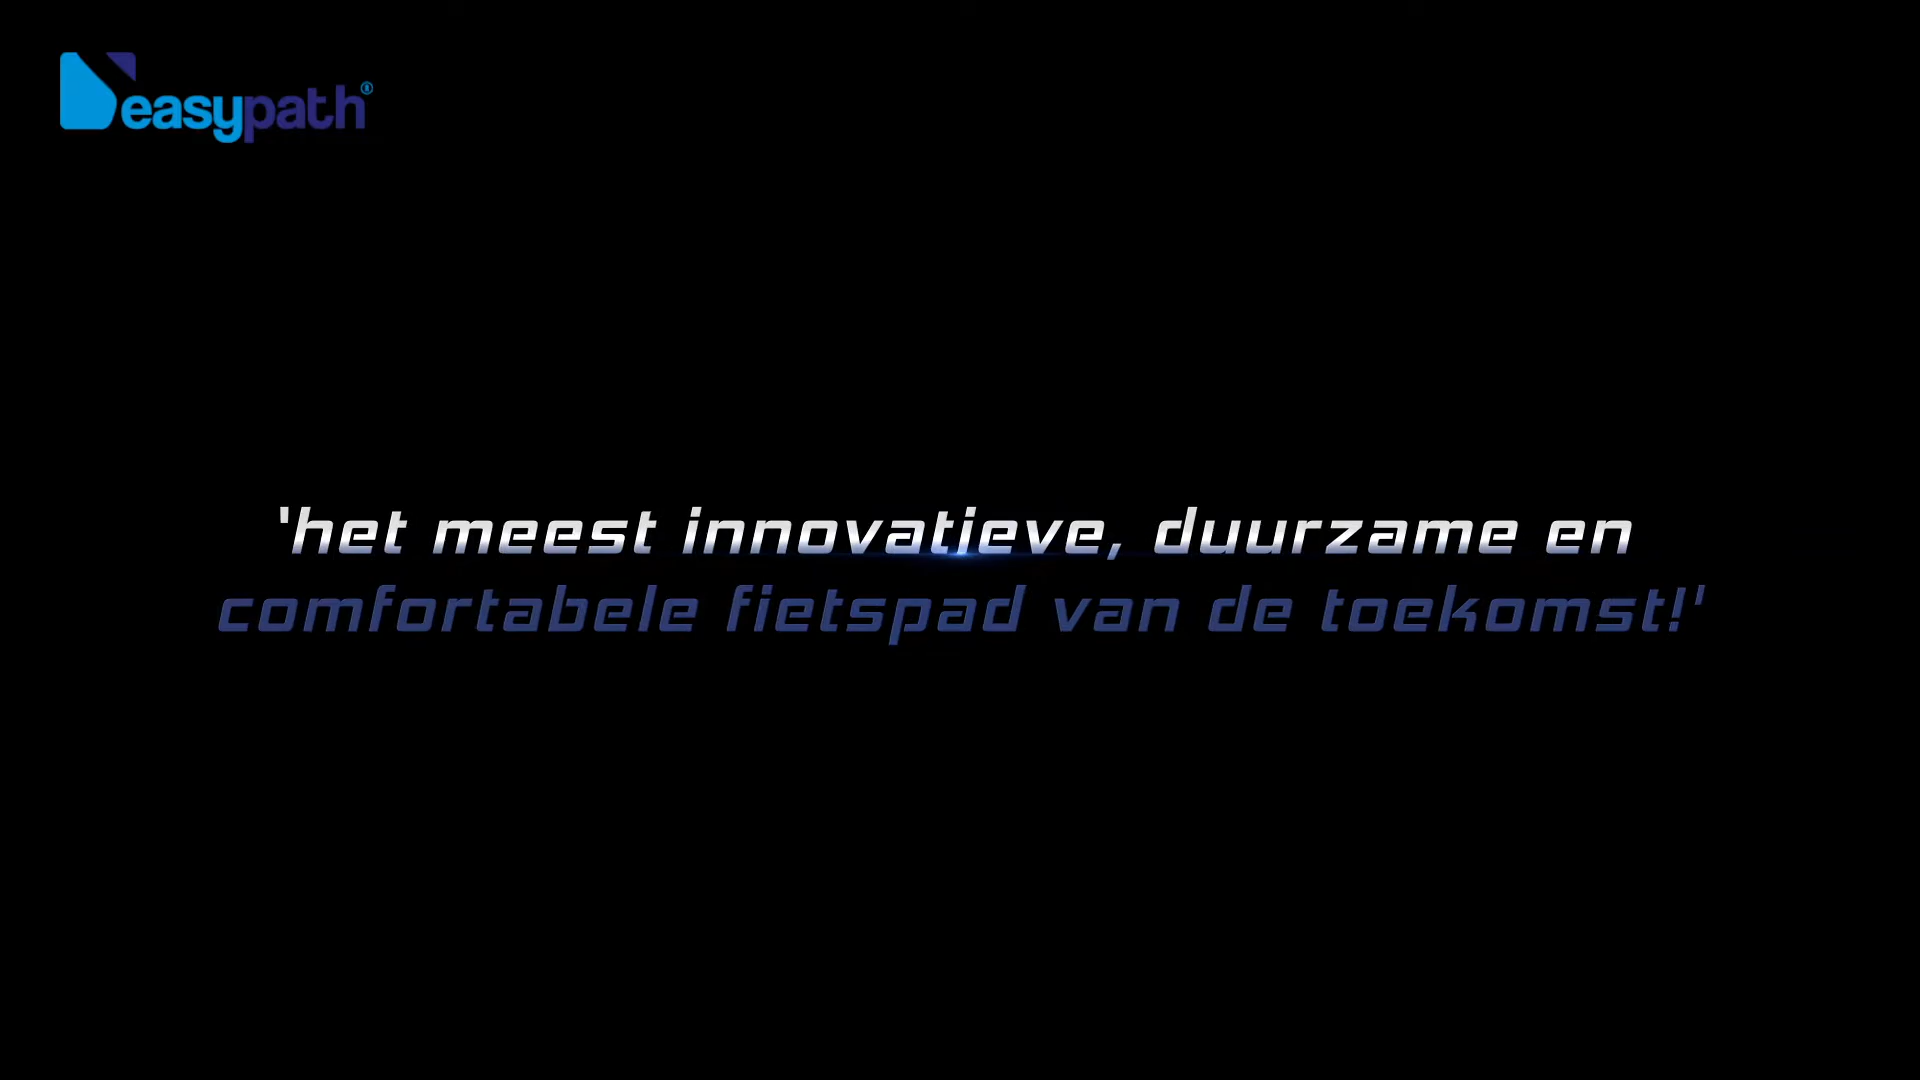 easypath®
'het meest innovatieve, duurzame en
comfortabele fietspad van de toekomst!'